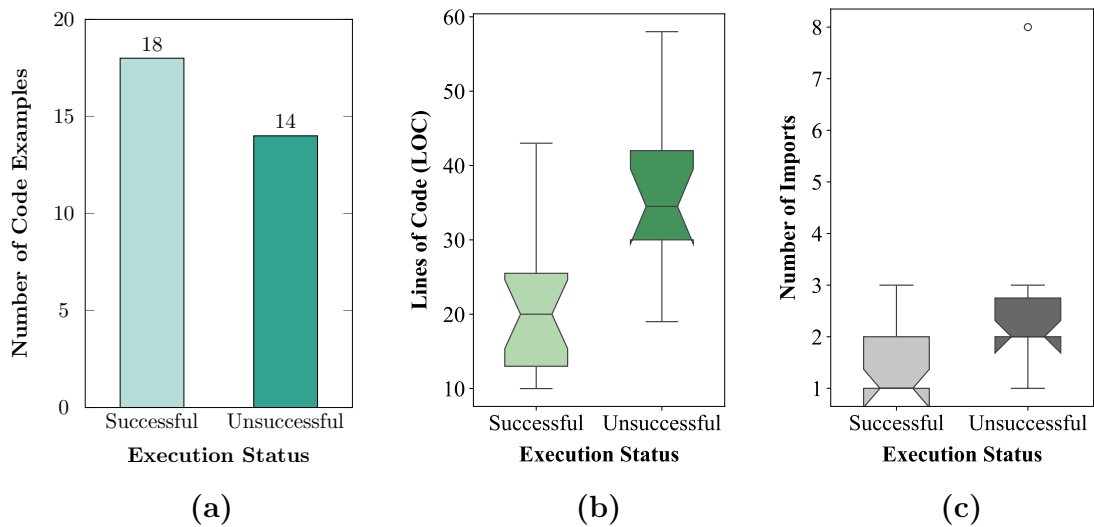 Number of Code Examples
20
15
10
5
0
18
14
Successful Unsuccessful
Execution Status
(a)
Lines of Code (LOC)
60
50
40
30
20
10
Successful Unsuccessful
Execution Status
(b)
Number of Imports
8
7
6
5
4
3
2
1
Successful Unsuccessful
Execution Status
(c)